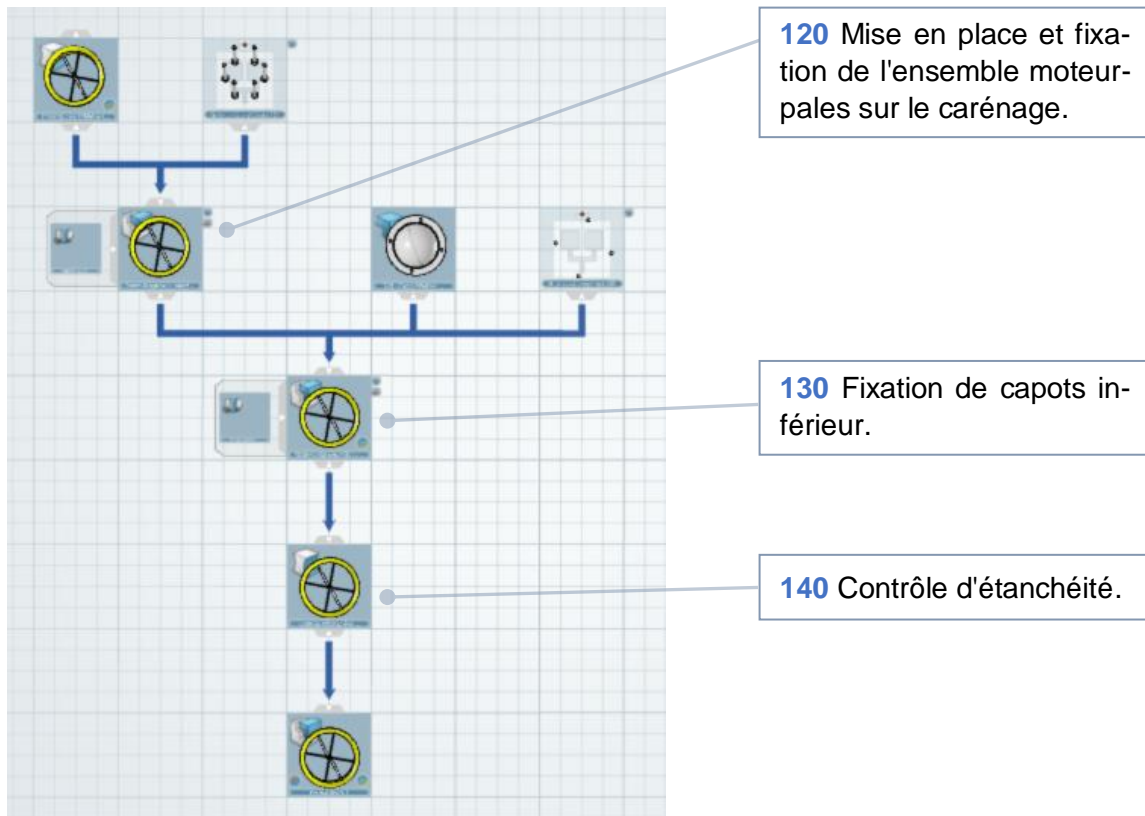 120 Mise en place et fixa-
tion de l'ensemble moteur-
pales sur le carénage.
130 Fixation de capots in-
férieur.
140 Contrôle d'étanchéité.